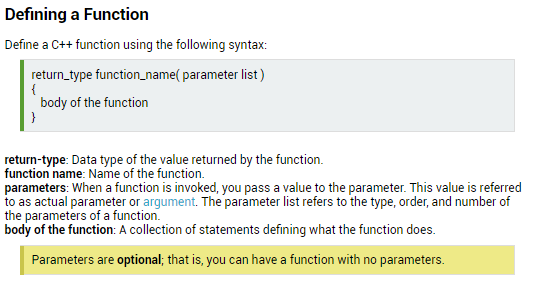 Defining a Function
Define a C++ function using the following syntax:
return_type function_name( parameter list )
{
body of the function
}
return-type: Data type of the value returned by the function.
function name: Name of the function.
parameters: When a function is invoked, you pass a value to the parameter. This value is referred
to as actual parameter or argument. The parameter list refers to the type, order, and number of
the parameters of a function.
body of the function: A collection of statements defining what the function does.
Parameters are optional; that is, you can have a function with no parameters.